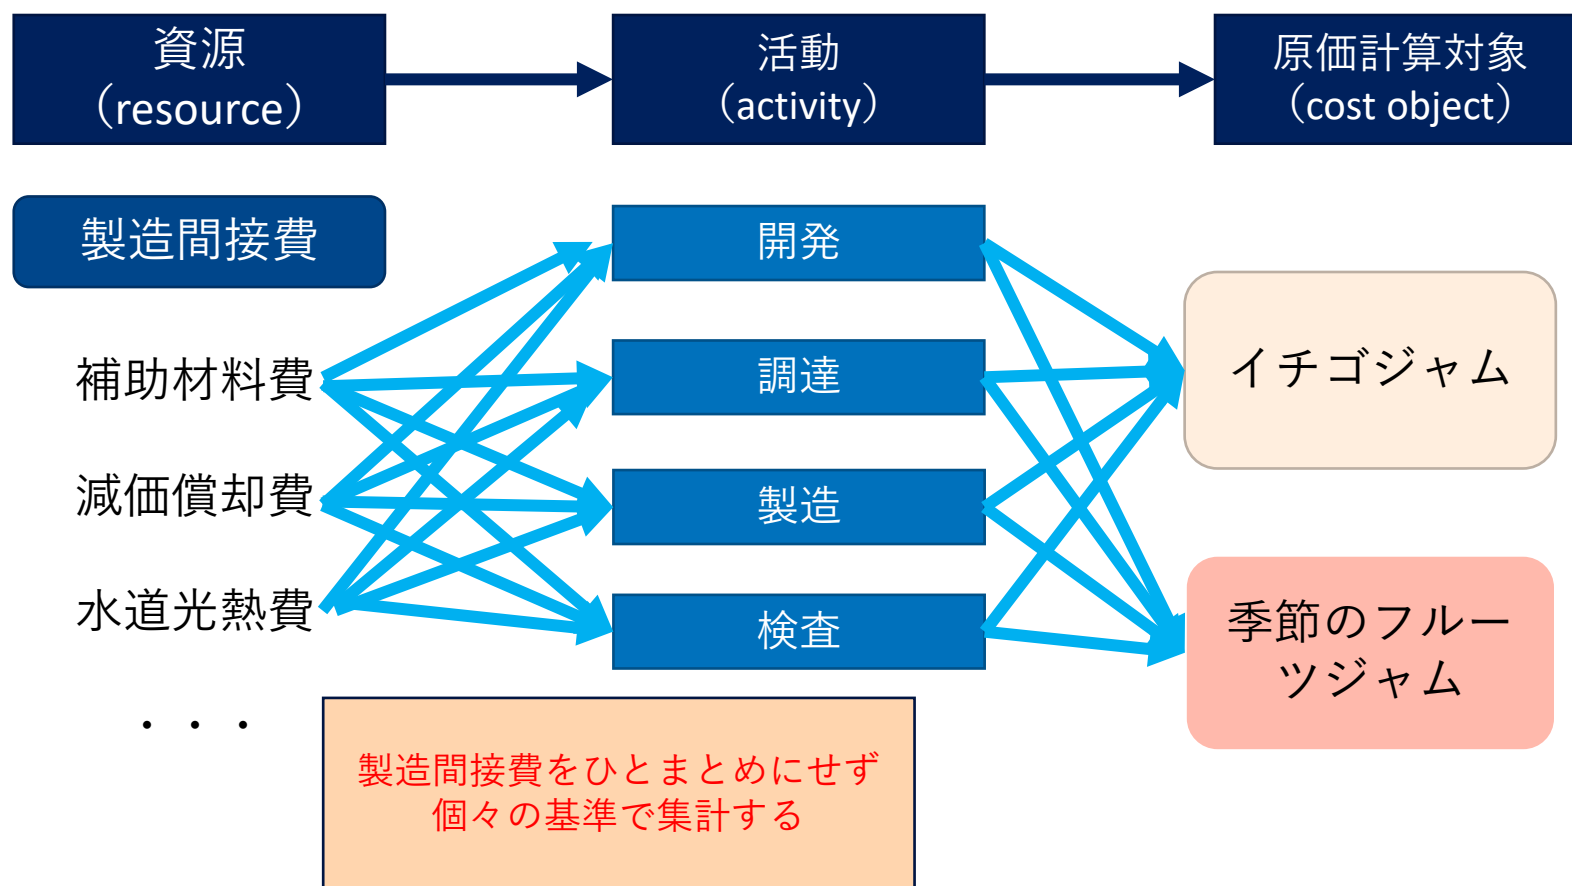 資源
（resource）
活動
（activity）
原価計算対象
（cost object）
製造間接費
補助材料費
減価償却費
水道光熱費
・・・
開発
調達
製造
検査
イチゴジャム
季節のフルー
ツジャム
製造間接費をひとまとめにせず
個々の基準で集計する